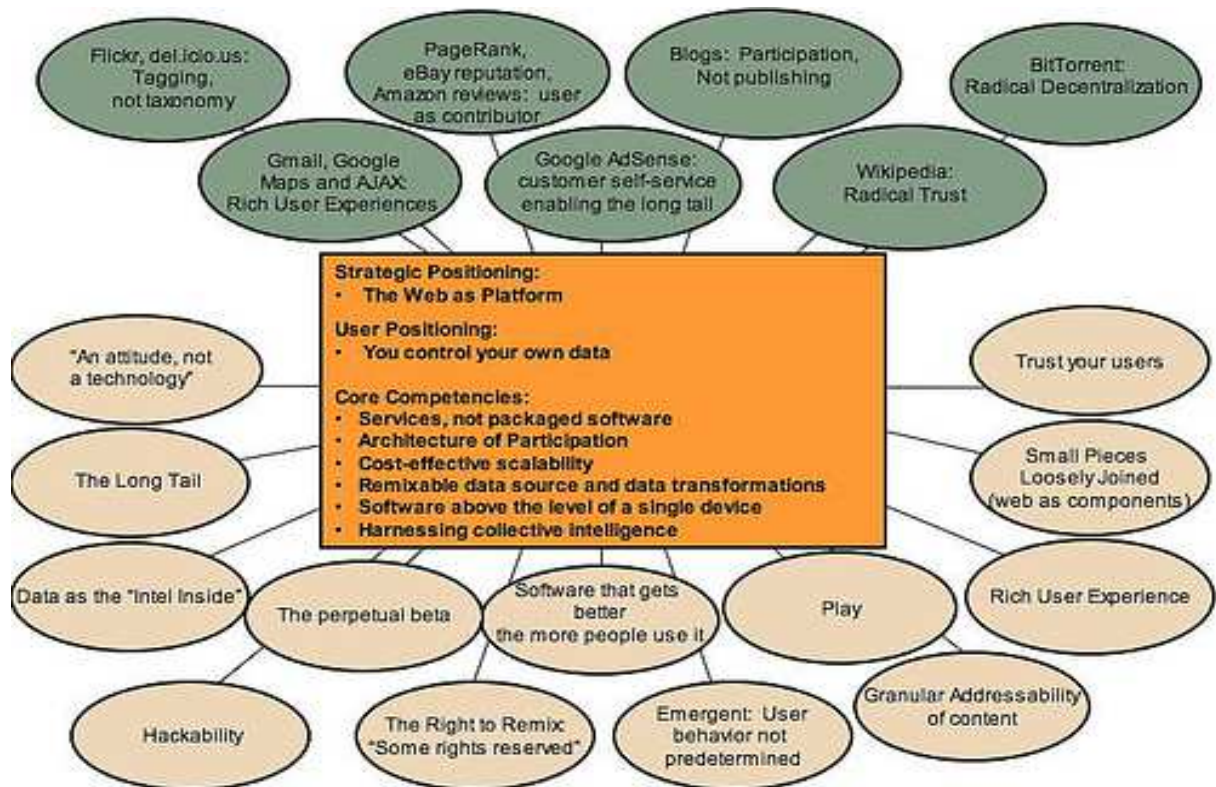 Flickr, del.icio.us:
Tagging,
not taxonomy
PageRank,
eBay reputation,
Amazon reviews: user
as contributor
Blogs: Participation,
Not publishing
BitTorrent:
Radical Decentralization
Gmail, Google
Maps and AJAX:
Rich User Experiences
Google AdSense:
customer self-service
enabling the long tail
Wikipedia:
Radical Trust
Strategic Positioning:
• The Web as Platform
User Positioning:
• You control your own data
Core Competencies:
• Services, not packaged software
• Architecture of Participation
• Cost-effective scalability
• Remixable data source and data transformations
• Software above the level of a single device
• Harnessing collective intelligence
"An attitude, not
a technology"
Trust your users
The Long Tail
Small Pieces
Loosely Joined
(web as components)
Data as the "Intel Inside"
The perpetual beta
Software that gets
better
the more people use it
Play
Rich User Experience
Hackability
The Right to Remix:
"Some rights reserved"
Emergent: User
behavior not
predetermined
Granular Addressability
of content